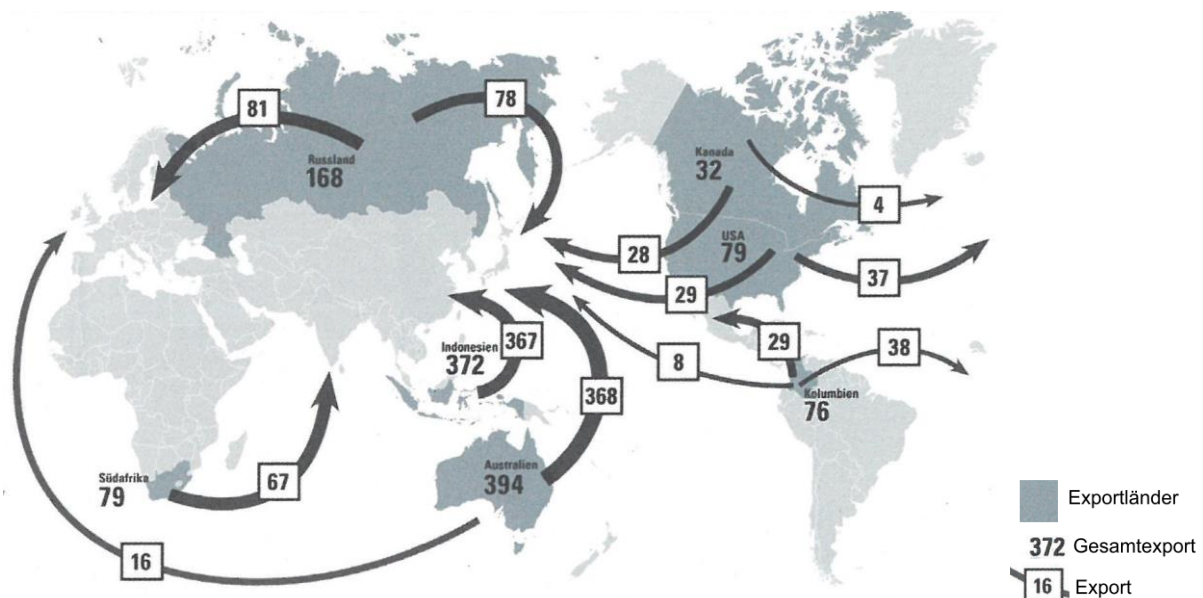 81
78
Russland
168
Kanada
32
4
USA
79
28
37
29
Indonesien
372
367
29
38
8
368
Kolumbien
76
Südafrika
79
67
Australien
394
16
Exportländer
372 Gesamtexport
16 Export